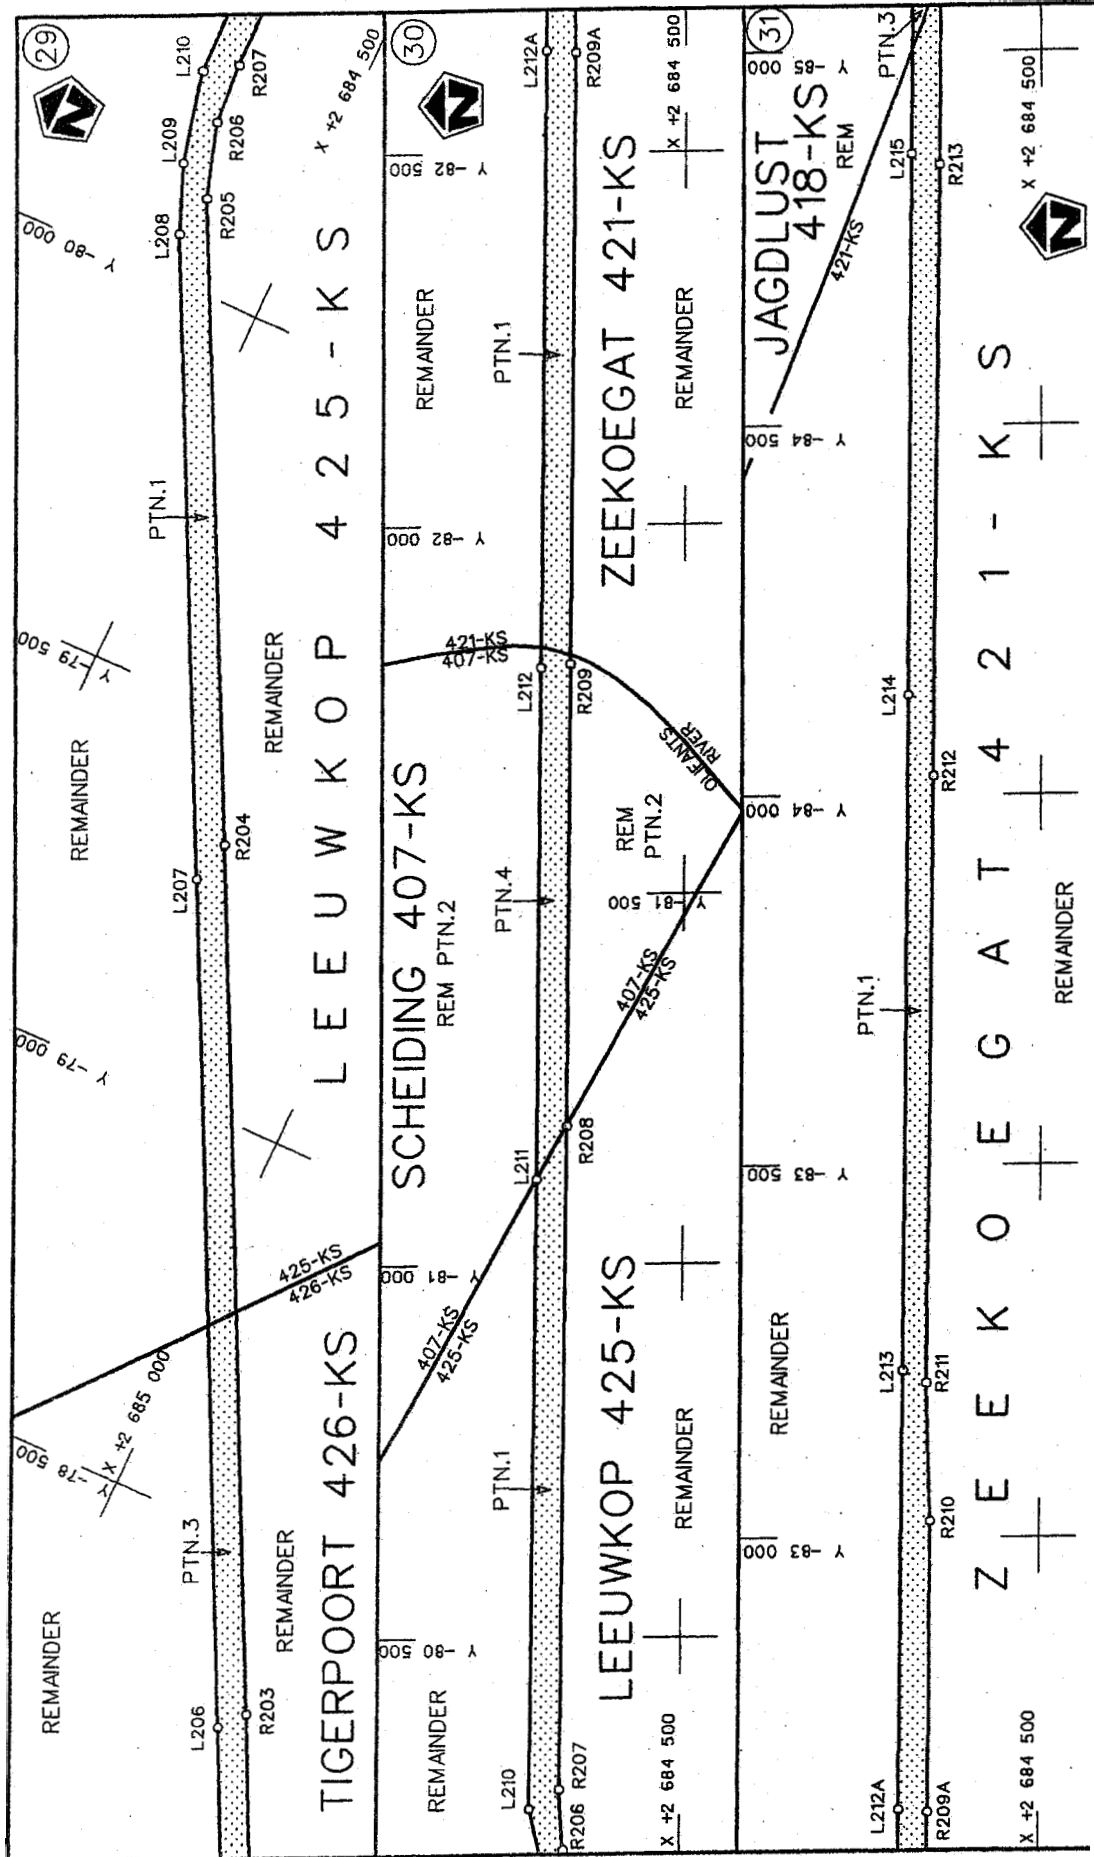 29
N
L210
L209
L208
R207
R206
R205
X +2 684 500
Y -80 000
PTN.1
LEEUWKOP 425-KS
Y -79 500
REMAINDER
REMAINDER
L207
R204
Y -79 000
425-KS
426-KS
X +2 685 000
Y -78 500
PTN.3
REMAINDER
REMAINDER
TIGERPOORT 426-KS
L206
R203
30
N
L212A
R209A
X +2 684 500
Y -82 500
REMAINDER
PTN.1
ZEEKOEGAT 421-KS
REMAINDER
Y -82 000
421-KS
407-KS
L212
R209
OLIFANTS
RIVER
SCHEIDING 407-KS
REM PTN.2
PTN.4
REM
PTN.2
Y -81 500
407-KS
425-KS
L211
R208
Y -81 000
407-KS
425-KS
PTN.1
LEEUWKOP 425-KS
REMAINDER
Y -80 500
REMAINDER
L210
R207
R206
X +2 684 500
31
PTN.3
Y -85 000
JAGDLUST
418-KS
REM
421-KS
L215
R213
X +2 684 500
N
Y -84 500
L214
R212
Y -84 000
PTN.1
ZEEKOEGAT 421-KS
REMAINDER
Y -83 500
REMAINDER
L213
R211
R210
Y -83 000
L212A
R209A
X +2 684 500